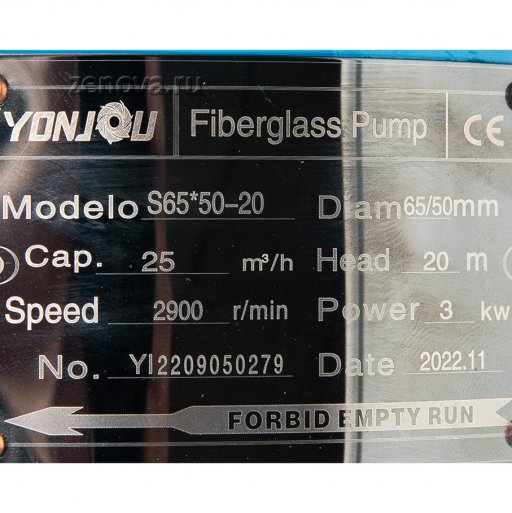 zenova.ru
YONJOU Fiberglass Pump CE
Modelo S65*50-20 Diam 65/50mm
Cap. 25 m³/h Head 20 m
Speed 2900 r/min Power 3 kw
No. YI2209050279 Date 2022.11
FORBID EMPTY RUN